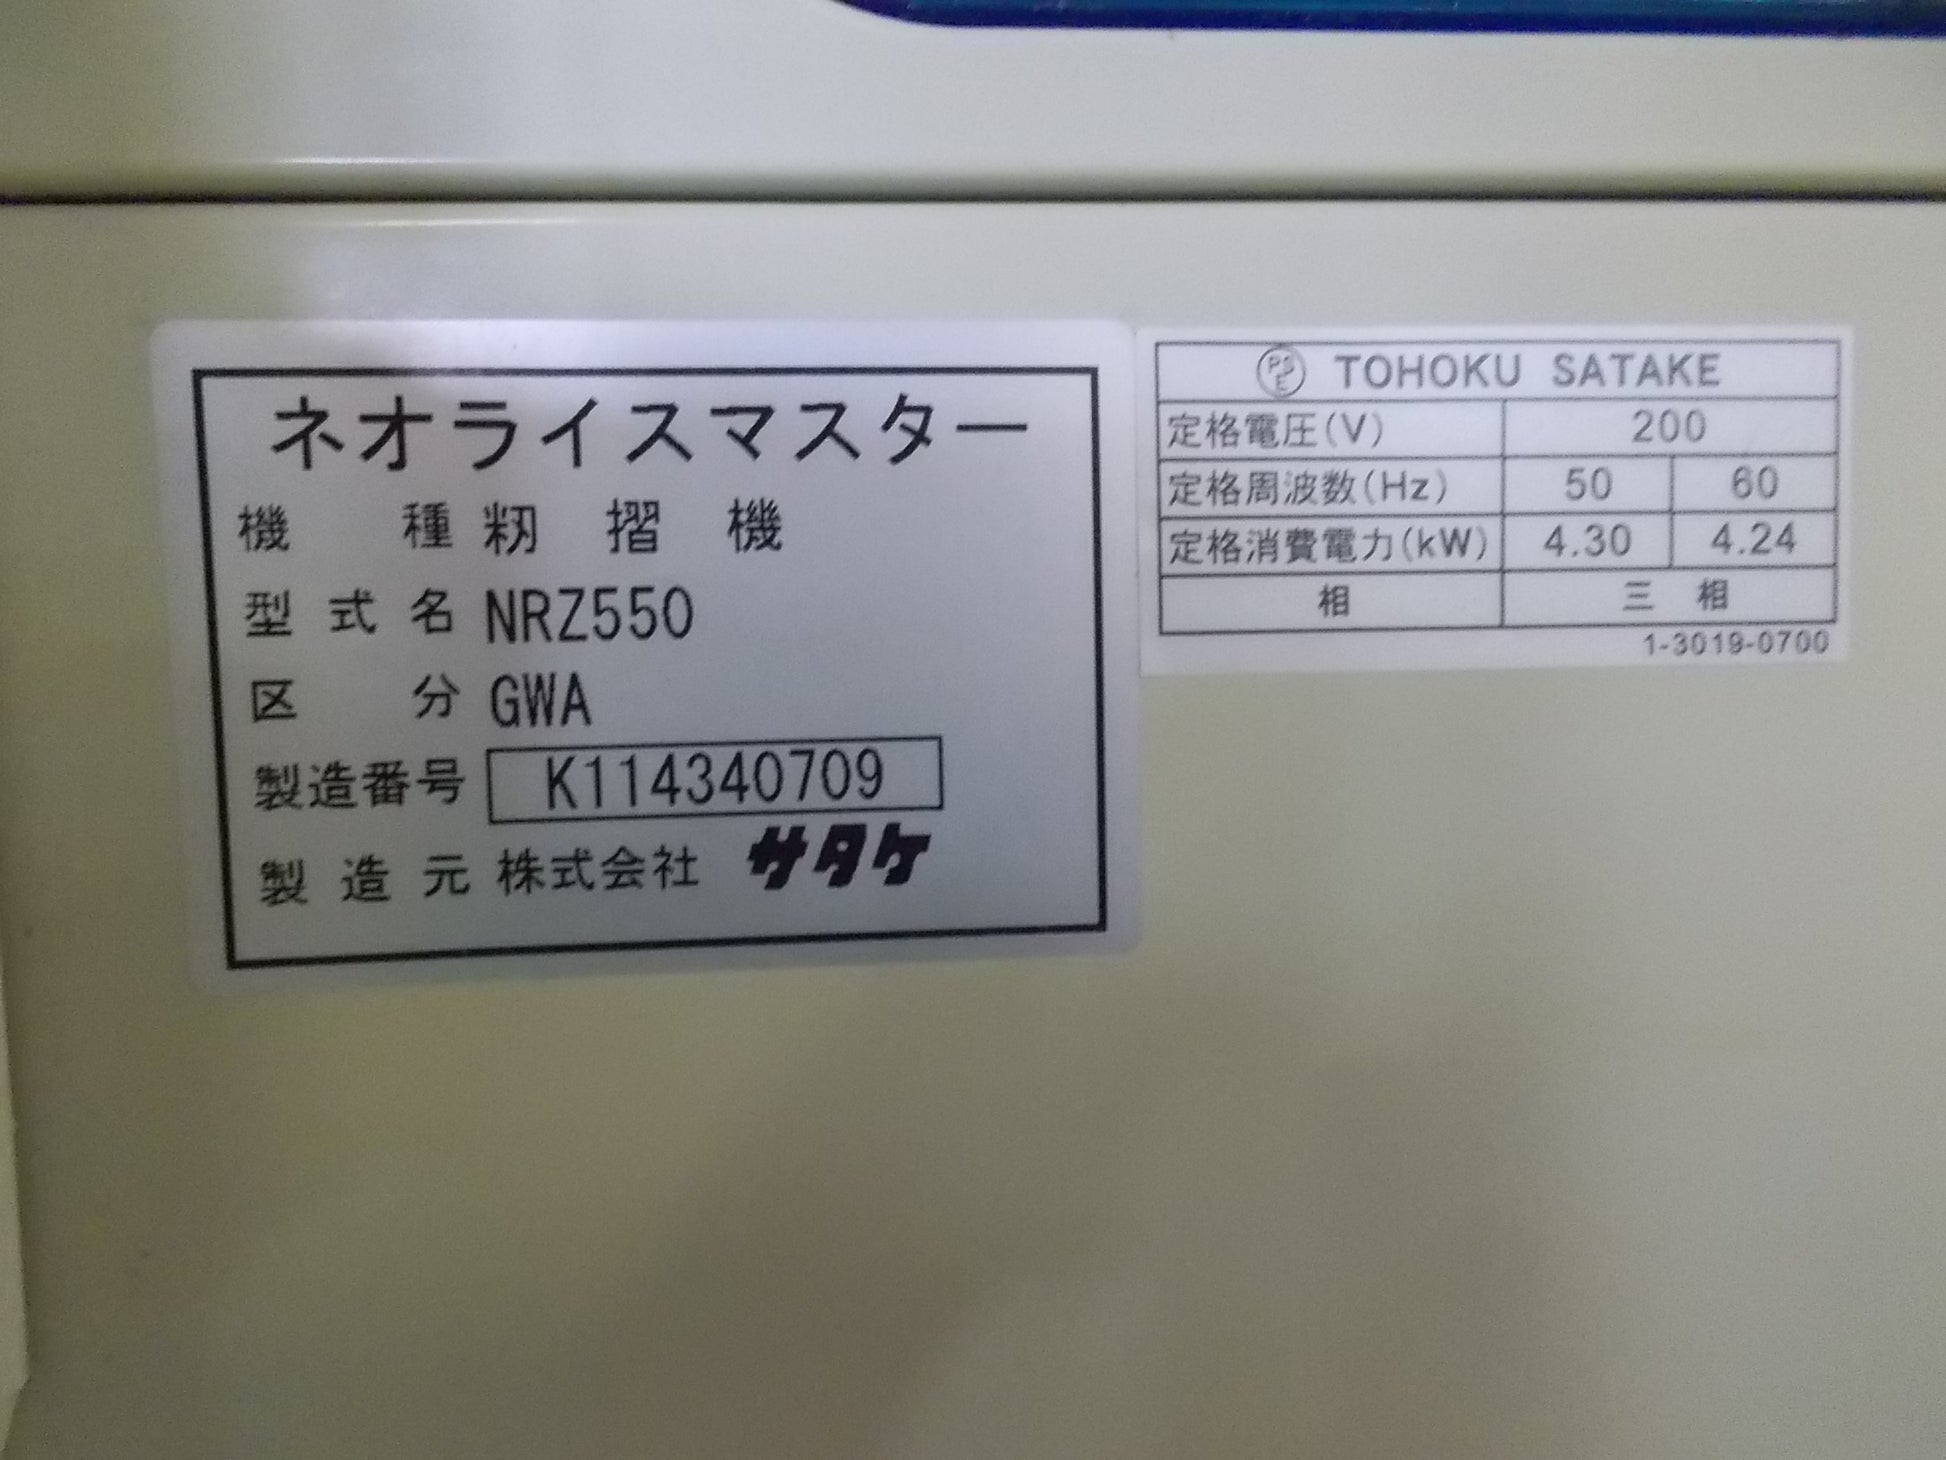 ネオライスマスター
機種 籾摺機
型式名 NRZ550
区分 GWA
製造番号 K114340709
製造元 株式会社 サタケ
PSE TOHOKU SATAKE
定格電圧(V) 200
定格周波数(Hz) 50 60
定格消費電力(kW) 4.30 4.24
相 三相
1-3019-0700